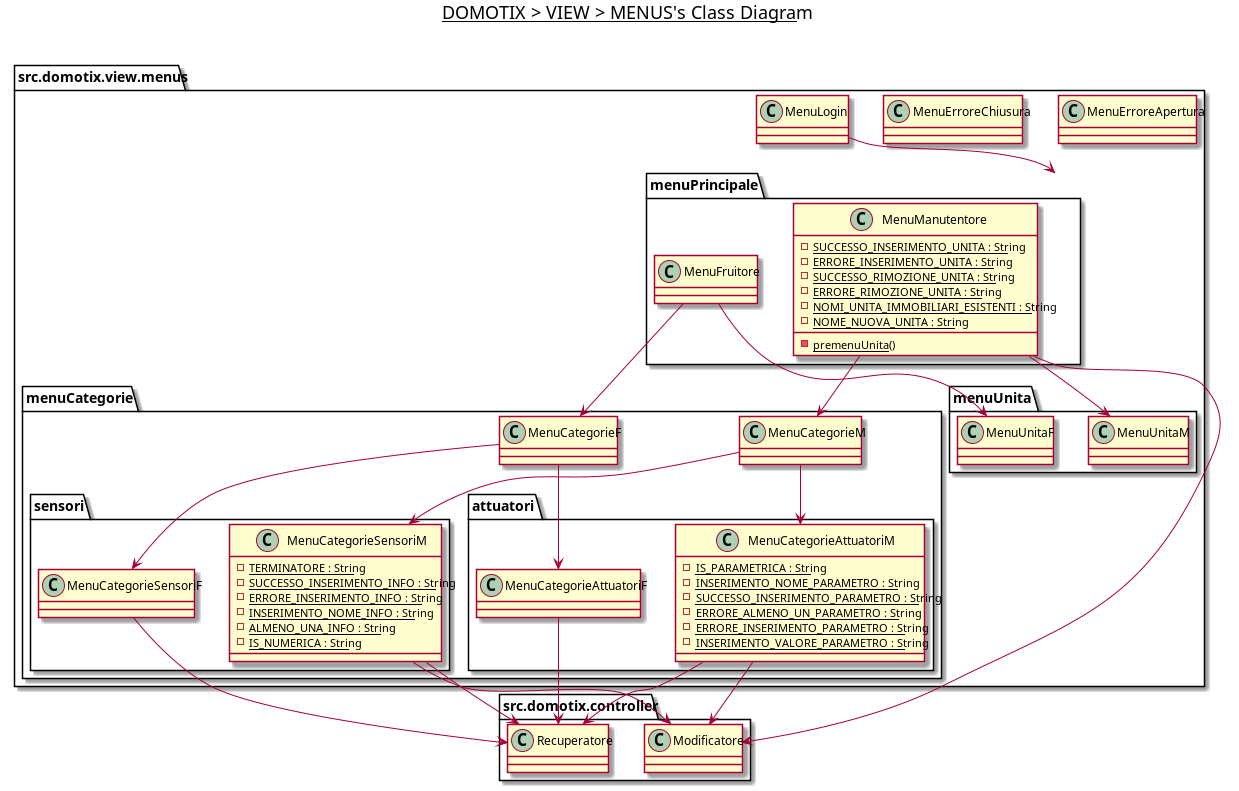 DOMOTIX > VIEW > MENUS's Class Diagram
src.domotix.view.menus
C MenuLogin
C MenuErroreChiusura
C MenuErroreApertura
menuPrincipale
C MenuFruitore
C MenuManutentore
SUCCESSO_INSERIMENTO_UNITA : String
ERRORE_INSERIMENTO_UNITA : String
SUCCESSO_RIMOZIONE_UNITA : String
ERRORE_RIMOZIONE_UNITA : String
NOMI_UNITA_IMMOBILIARI_ESISTENTI : String
NOME_NUOVA_UNITA : String
premenuUnita()
menuCategorie
C MenuCategorieF
C MenuCategorieM
menuUnita
C MenuUnitaF
C MenuUnitaM
sensori
C MenuCategorieSensoriF
C MenuCategorieSensoriM
TERMINATORE : String
SUCCESSO_INSERIMENTO_INFO : String
ERRORE_INSERIMENTO_INFO : String
INSERIMENTO_NOME_INFO : String
ALMENO_UNA_INFO : String
IS_NUMERICA : String
attuatori
C MenuCategorieAttuatoriF
C MenuCategorieAttuatoriM
IS_PARAMETRICA : String
INSERIMENTO_NOME_PARAMETRO : String
SUCCESSO_INSERIMENTO_PARAMETRO : String
ERRORE_ALMENO_UN_PARAMETRO : String
ERRORE_INSERIMENTO_PARAMETRO : String
INSERIMENTO_VALORE_PARAMETRO : String
src.domotix.controller
C Recuperatore
C Modificatore